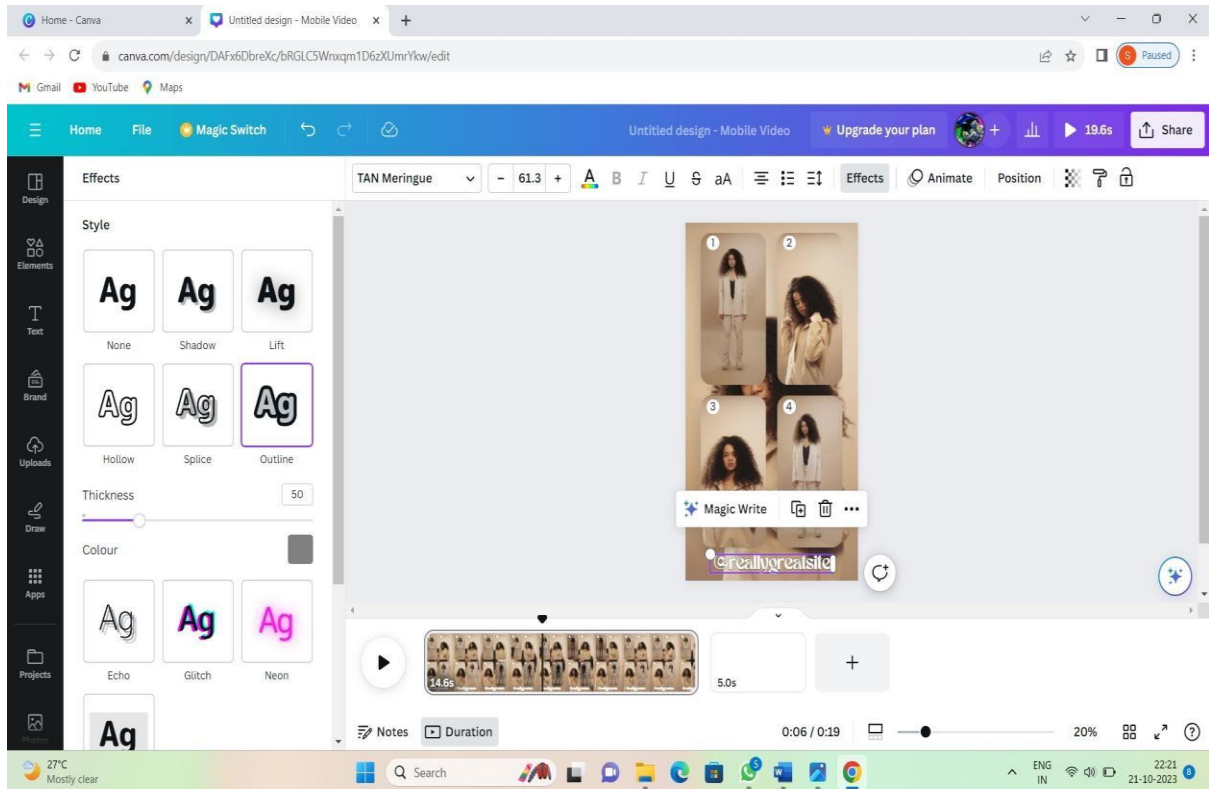 Home - Canva
Untitled design - Mobile Video
canva.com/design/DAFx6DbreXc/bRGLC5Wnxqm1D6zXUmrYkw/edit
S Paused
Gmail YouTube Maps
Home File Magic Switch Untitled design - Mobile Video Upgrade your plan 19.6s Share
Design
Elements
Text
Brand
Uploads
Draw
Apps
Projects
Photos
Effects
Style
Ag Ag Ag
None Shadow Lift
Ag Ag Ag
Hollow Splice Outline
Thickness 50
Colour
Ag Ag Ag
Echo Glitch Neon
Ag
TAN Meringue - 61.3 + A B I U S aA Effects Animate Position
1 2
3 4
Magic Write
@reallygreatsite
14.6s 5.0s
Notes Duration 0:06 / 0:19 20%
27°C
Mostly clear
Search
ENG
IN
22:21
21-10-2023
8